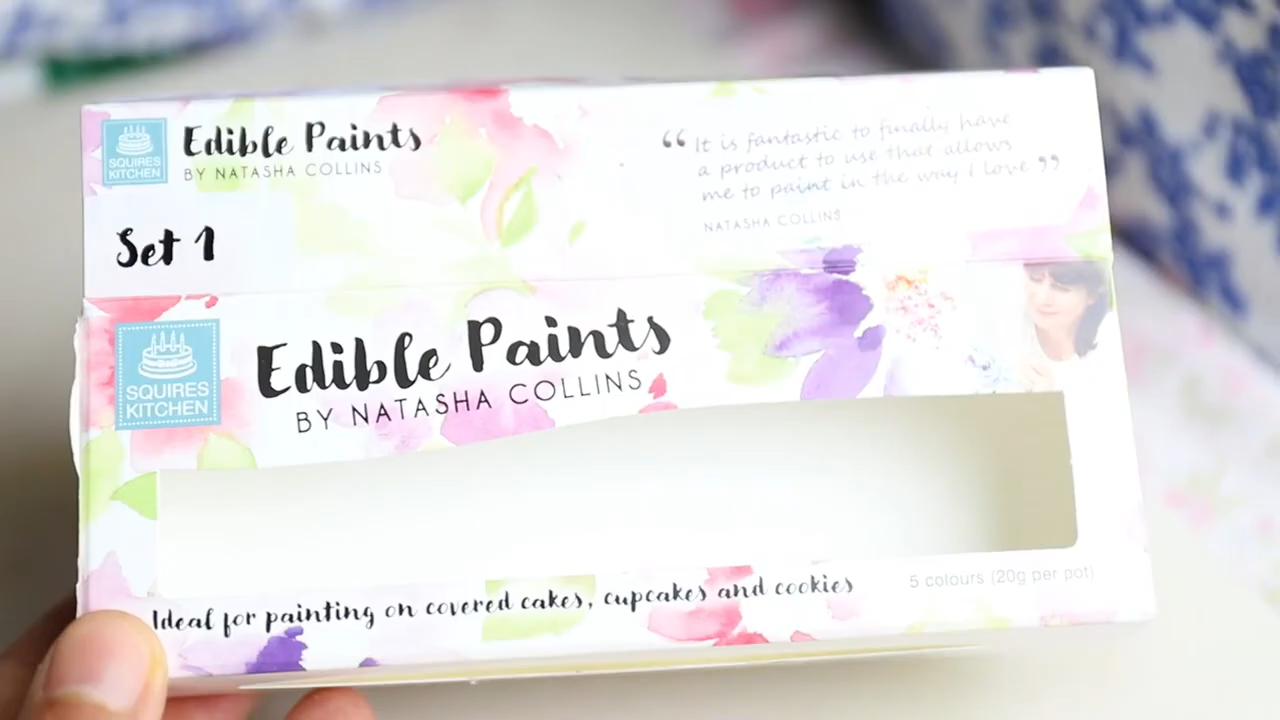 SQUIRES
KITCHEN
Edible Paints
BY NATASHA COLLINS
Set 1
“ It is fantastic to finally have
a product to use that allows
me to paint in the way I love ”
NATASHA COLLINS
SQUIRES
KITCHEN
Edible Paints
BY NATASHA COLLINS
Ideal for painting on covered cakes, cupcakes and cookies
5 colours (20g per pot)